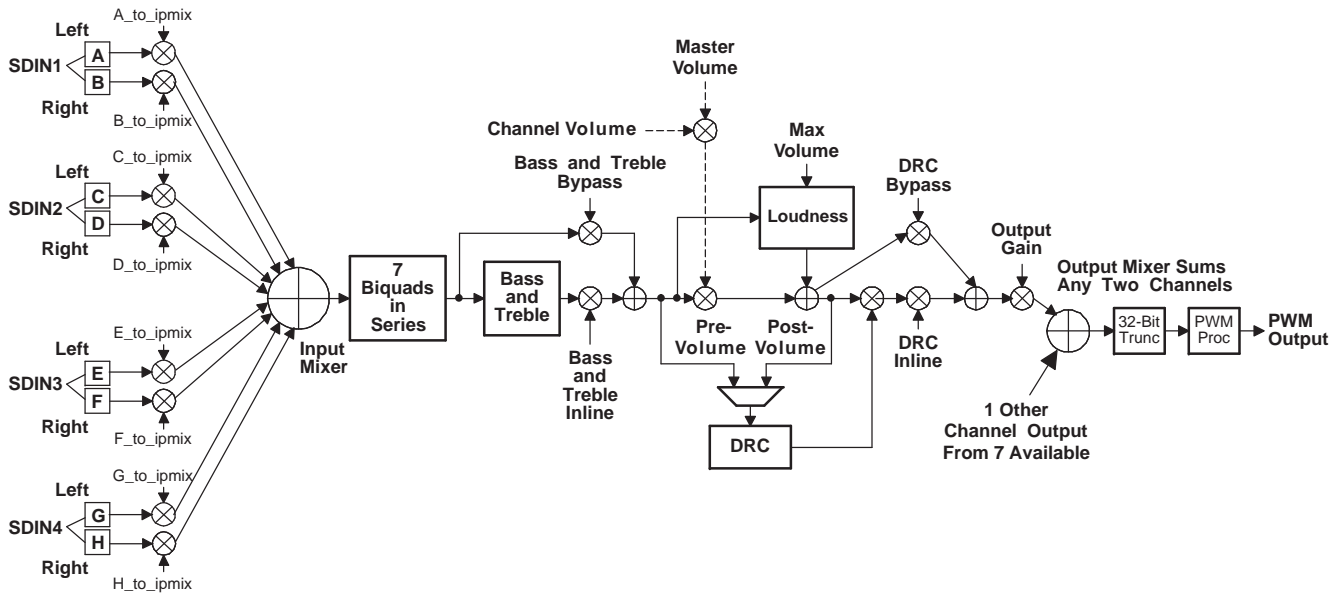 A_to_ipmix
Left
A
SDIN1
B
Right
B_to_ipmix
C_to_ipmix
Left
C
SDIN2
D
Right
D_to_ipmix
E_to_ipmix
Left
E
SDIN3
F
Right
F_to_ipmix
G_to_ipmix
Left
G
SDIN4
H
Right
H_to_ipmix
Input
Mixer
7
Biquads
in
Series
Bass and Treble
Bypass
Bass
and
Treble
Bass
and
Treble
Inline
Master
Volume
Channel Volume
Max
Volume
Loudness
Pre-
Volume
Post-
Volume
DRC
DRC
Bypass
DRC
Inline
Output
Gain
Output Mixer Sums
Any Two Channels
32-Bit
Trunc
PWM
Proc
PWM
Output
1 Other
Channel Output
From 7 Available